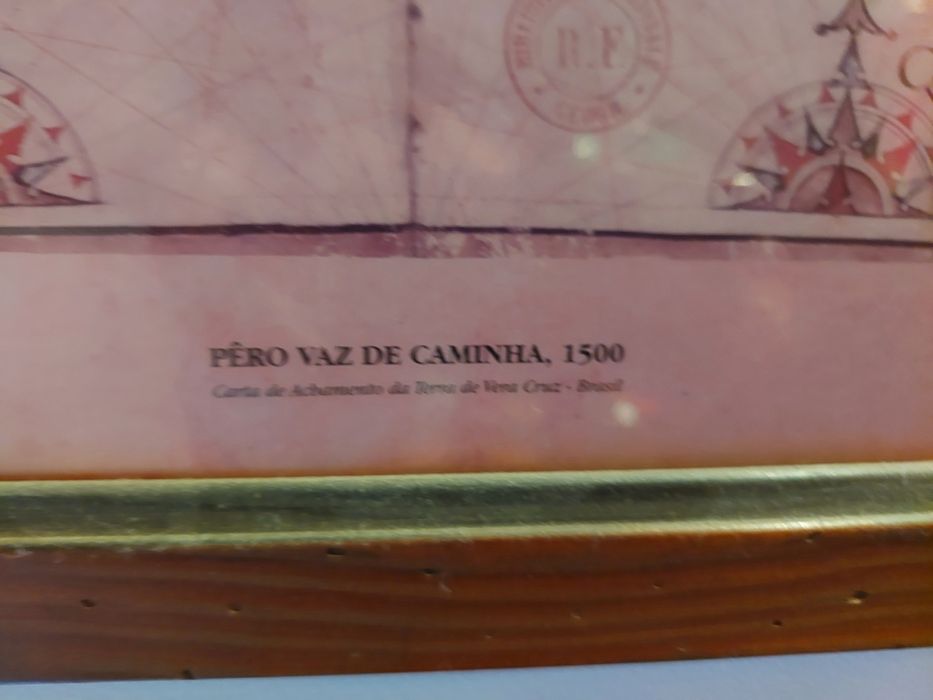 R.F
PÊRO VAZ DE CAMINHA, 1500
Carta de Achamento da Terra de Vera Cruz - Brasil